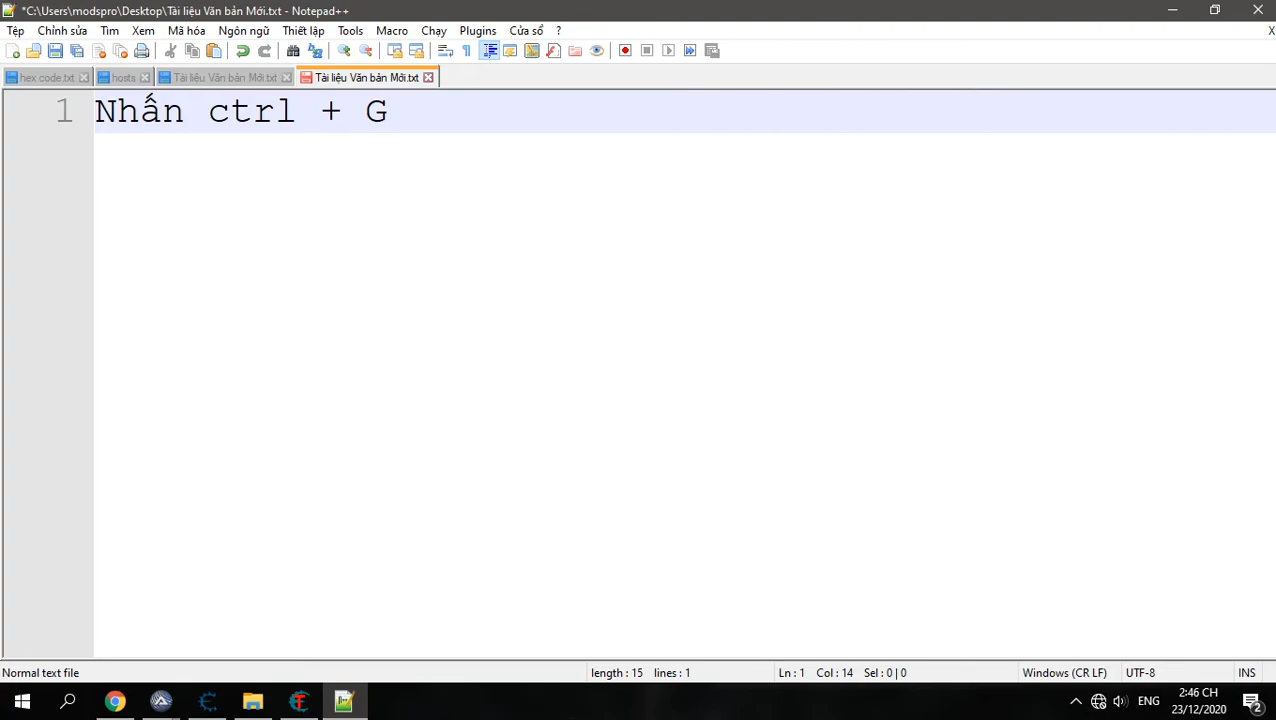 *C:\Users\modspro\Desktop\Tài liệu Văn bản Mới.txt - Notepad++
Tệp Chỉnh sửa Tìm Xem Mã hóa Ngôn ngữ Thiết lập Tools Macro Chạy Plugins Cửa sổ ? X
hex code.txt hosts Tài liệu Văn bản Mới.txt Tài liệu Văn bản Mới.txt
1 Nhấn ctrl + G
Normal text file length : 15 lines : 1 Ln : 1 Col : 14 Sel : 0 | 0 Windows (CR LF) UTF-8 INS
ENG 2:46 CH 2
23/12/2020